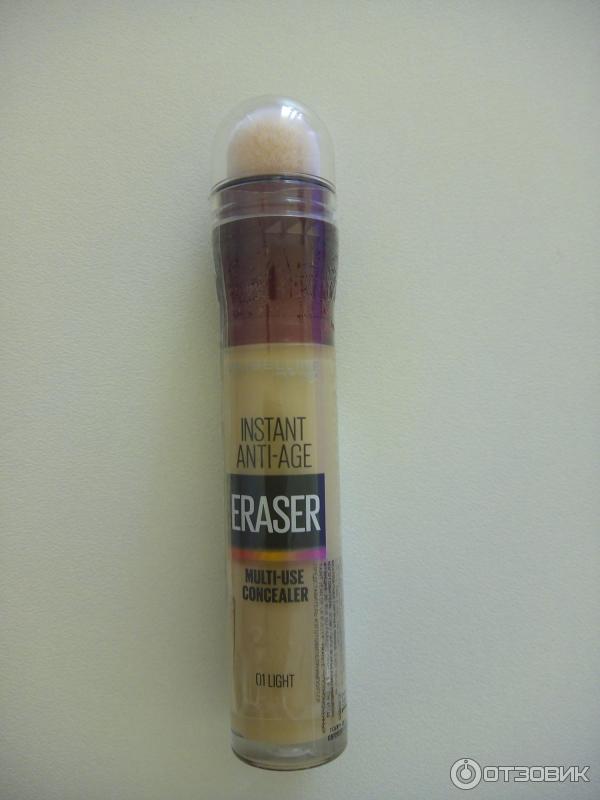 INSTANT
ANTI-AGE
ERASER
MULTI-USE
CONCEALER
01 LIGHT
ОТЗОВИК